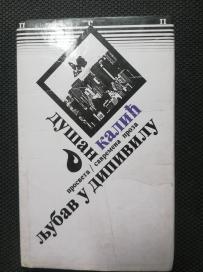 душан
калић
просвета / савремена проза
љубав у дипивилу